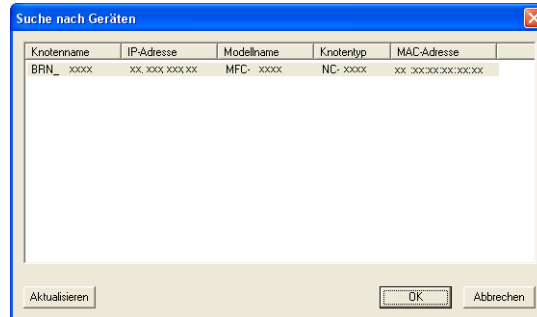 Suche nach Geräten
Knotenname IP-Adresse Modellname Knotentyp MAC-Adresse
BRN_ xxxx xx, xxx, xxx, xx MFC- xxxx NC- xxxx xx :xx:xx:xx:xx:xx
Aktualisieren OK Abbrechen